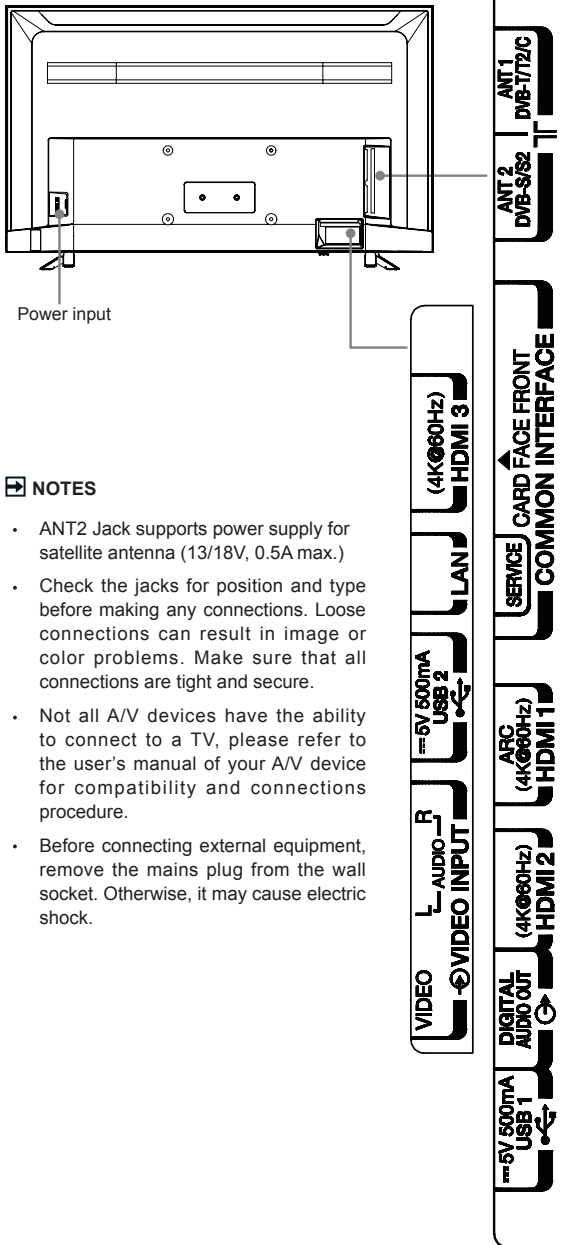 Power input
NOTES
• ANT2 Jack supports power supply for
satellite antenna (13/18V, 0.5A max.)
• Check the jacks for position and type
before making any connections. Loose
connections can result in image or
color problems. Make sure that all
connections are tight and secure.
• Not all A/V devices have the ability
to connect to a TV, please refer to
the user's manual of your A/V device
for compatibility and connections
procedure.
• Before connecting external equipment,
remove the mains plug from the wall
socket. Otherwise, it may cause electric
shock.
(4K@60Hz)
HDMI 3
LAN
5V 500mA
USB 2
VIDEO
L AUDIO R
VIDEO INPUT
ANT 1
DVB-T/T2/C
ANT 2
DVB-S/S2
SERVICE
CARD FACE FRONT
COMMON INTERFACE
ARC
(4K@60Hz)
HDMI 1
(4K@60Hz)
HDMI 2
DIGITAL
AUDIO OUT
5V 500mA
USB 1